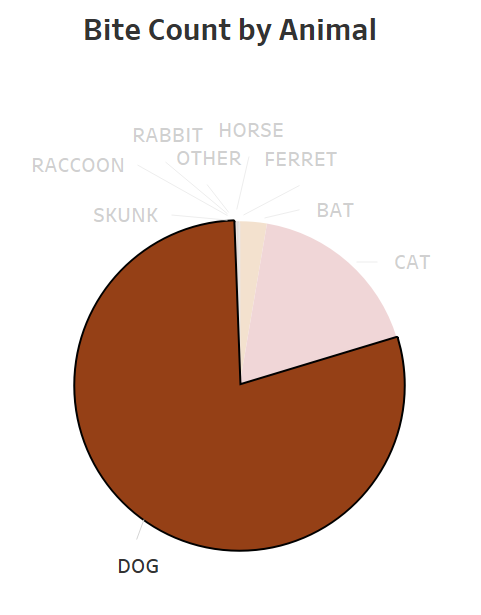 Bite Count by Animal
RABBIT
HORSE
RACCOON
OTHER
FERRET
SKUNK
BAT
CAT
DOG